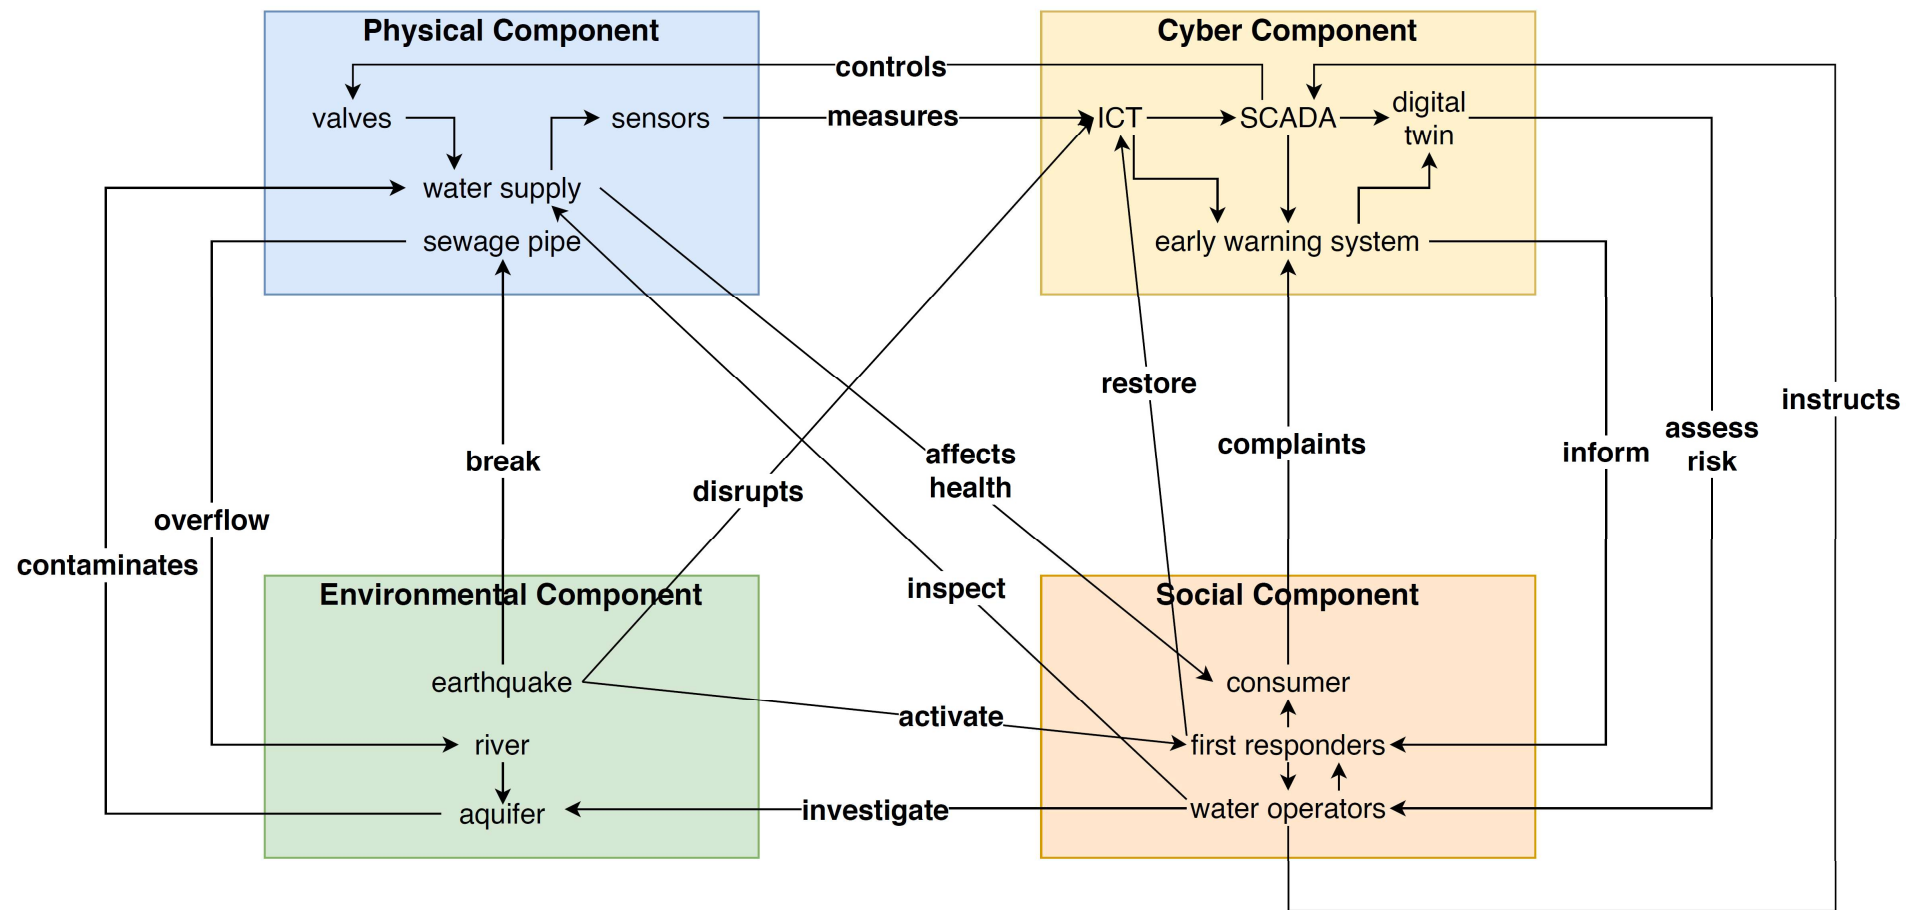 Physical Component
Cyber Component
controls
valves
sensors
measures
ICT
SCADA
digital
twin
water supply
sewage pipe
early warning system
restore
instructs
complaints
assess
risk
inform
break
affects
health
disrupts
overflow
contaminates
inspect
Environmental Component
Social Component
earthquake
consumer
activate
river
first responders
aquifer
investigate
water operators